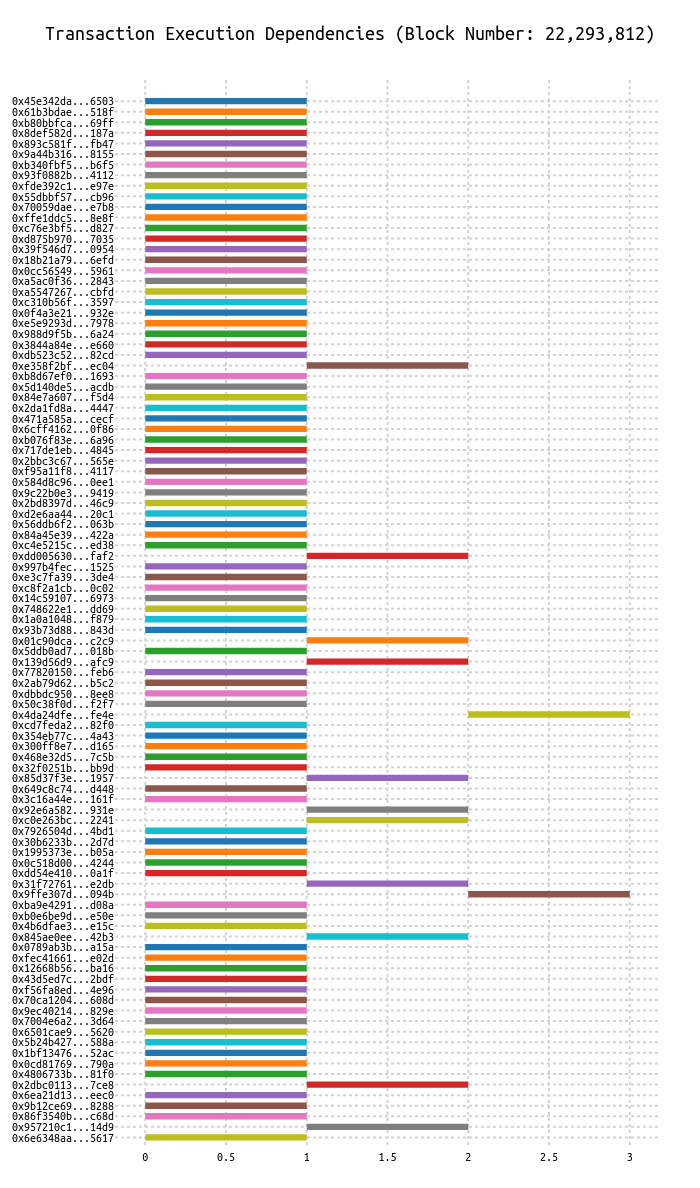 Transaction Execution Dependencies (Block Number: 22,293,812)
0x45e342da...6503
0x61b3bdae...518f
0xb80bbfca...69ff
0x8def582d...187a
0x893c581f...fb47
0x9a44b316...8155
0xb340fbf5...b6f5
0x93f0882b...4112
0xfde392c1...e97e
0x55dbbf57...cb96
0x70059dae...e7b8
0xffe1ddc5...8e8f
0xc76e3bf5...d827
0xd875b970...7035
0x39f546d7...0954
0x18b21a79...6efd
0x0cc56549...5961
0xa5ac0f36...2843
0xa5547267...cbfd
0xc310b56f...3597
0x0f4a3e21...932e
0xe5e9293d...7978
0x988d9f5b...6a24
0x3844a84e...e660
0xdb523c52...82cd
0xe358f2bf...ec04
0xb8d67ef0...1693
0x5d140de5...acdb
0x84e7a607...f5d4
0x2da1fd8a...4447
0x471a585a...cecf
0x6cff4162...0f86
0xb076f83e...6a96
0x717de1eb...4845
0x2bbc3c67...565e
0xf95a11f8...4117
0x584d8c96...0ee1
0x9c22b0e3...9419
0x2bd8397d...46c9
0xd2e6aa44...20c1
0x56ddb6f2...063b
0x84a45e39...422a
0xc4e5215c...ed38
0xdd005630...faf2
0x997b4fec...1525
0xe3c7fa39...3de4
0xc8f2a1cb...0c02
0x14c59107...6973
0x748622e1...dd69
0x1a0a1048...f879
0x93b73d88...843d
0x01c90dca...c2c9
0x5ddb0ad7...018b
0x139d56d9...afc9
0x77820150...feb6
0x2ab79d62...b5c2
0xdbbdc950...8ee8
0x50c38f0d...f2f7
0x4da24dfe...fe4e
0xcd7feda2...82f0
0x354eb77c...4a43
0x300ff8e7...d165
0x468e32d5...7c5b
0x32f0251b...bb9d
0x85d37f3e...1957
0x649c8c74...d448
0x3c16a44e...161f
0x92e6a582...931e
0xc0e263bc...2241
0x7926504d...4bd1
0x30b6233b...2d7d
0x1995373e...b05a
0x0c518d00...4244
0xdd54e410...0a1f
0x31f72761...e2db
0x9ffe307d...094b
0xba9e4291...d08a
0xb0e6be9d...e50e
0x4b6dfae3...e15c
0x845ae0ee...42b3
0x0789ab3b...a15a
0xfec41661...e02d
0x12668b56...ba16
0x43d5ed7c...2bdf
0xf56fa8ed...4e96
0x70ca1204...608d
0x9ec40214...829e
0x7004e6a2...3d64
0x6501cae9...5620
0x5b24b427...588a
0x1bf13476...52ac
0x0cd81769...790a
0x4806733b...81f0
0x2dbc0113...7ce8
0x6ea21d13...eec0
0x9b12ce69...8288
0x86f3540b...c68d
0x957210c1...14d9
0x6e6348aa...5617
0 0.5 1 1.5 2 2.5 3